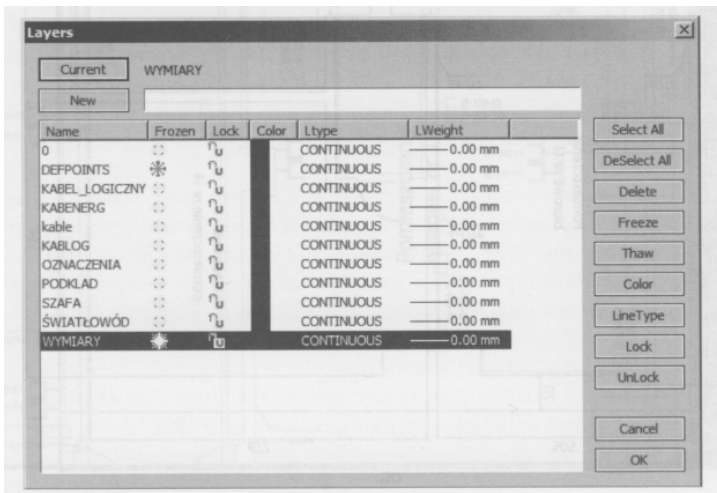 Layers
Current WYMIARY
New
Name Frozen Lock Color Ltype LWeight
0 CONTINUOUS 0.00 mm
DEFPOINTS CONTINUOUS 0.00 mm
KABEL_LOGICZNY CONTINUOUS 0.00 mm
KABENERG CONTINUOUS 0.00 mm
kable CONTINUOUS 0.00 mm
KABLOG CONTINUOUS 0.00 mm
OZNACZENIA CONTINUOUS 0.00 mm
PODKLAD CONTINUOUS 0.00 mm
SZAFA CONTINUOUS 0.00 mm
ŚWIATŁOWÓD CONTINUOUS 0.00 mm
WYMIARY CONTINUOUS 0.00 mm
Select All
DeSelect All
Delete
Freeze
Thaw
Color
LineType
Lock
UnLock
Cancel
OK